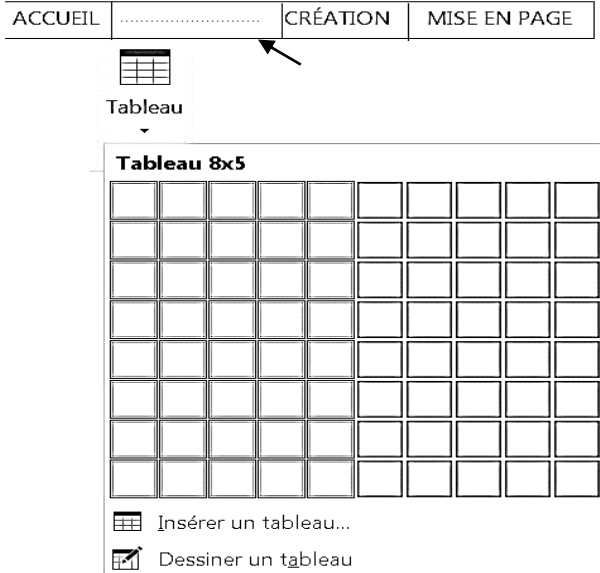 ACCUEIL ............................ CRÉATION MISE EN PAGE
Tableau
Tableau 8x5
Insérer un tableau...
Dessiner un tableau